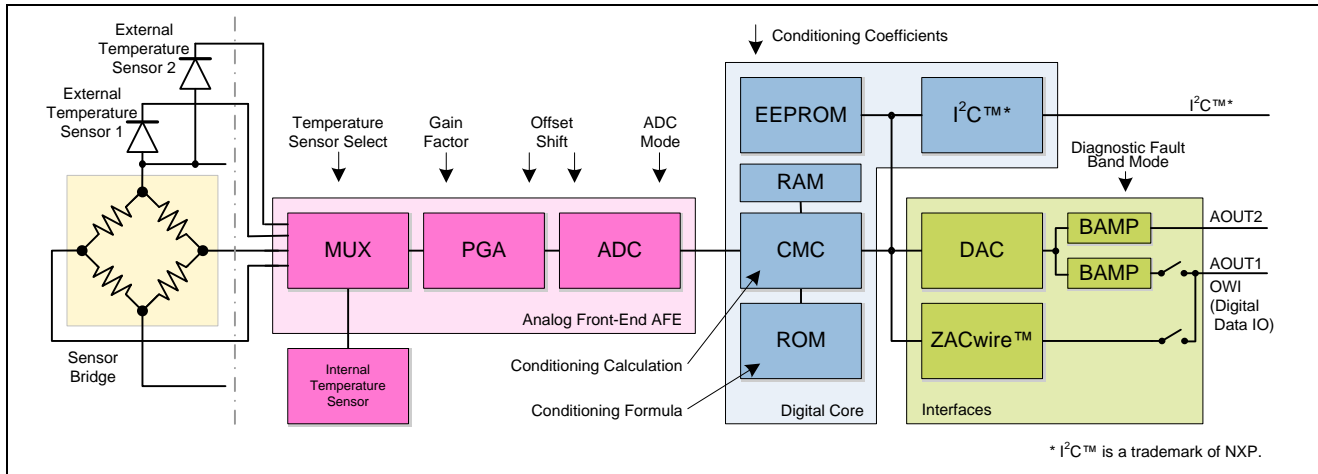 External
Temperature
Sensor 2
External
Temperature
Sensor 1
Sensor
Bridge
Temperature
Sensor Select
Gain
Factor
Offset
Shift
ADC
Mode
MUX
PGA
ADC
Analog Front-End AFE
Internal
Temperature
Sensor
Conditioning Coefficients
EEPROM
I²C™*
RAM
CMC
ROM
Conditioning Calculation
Conditioning Formula
Digital Core
I²C™*
Diagnostic Fault
Band Mode
DAC
BAMP
BAMP
ZACwire™
Interfaces
AOUT2
AOUT1
OWI
(Digital
Data IO)
* I²C™ is a trademark of NXP.